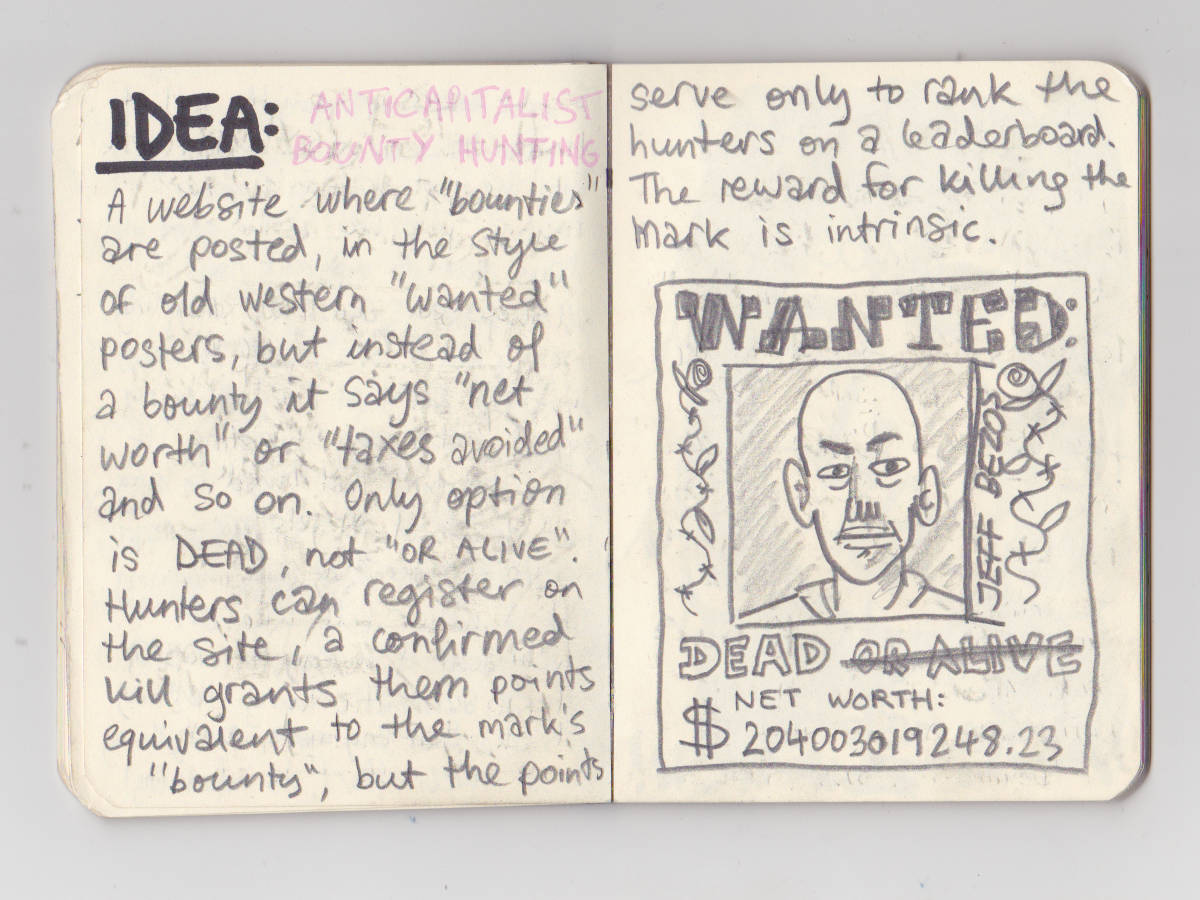 IDEA:
ANTICAPITALIST
BOUNTY HUNTING
A website where "bounties"
are posted, in the style
of old western "wanted"
posters, but instead of
a bounty it says "net
worth" or "taxes avoided"
and so on. Only option
is DEAD, not "OR ALIVE".
Hunters can register on
the site, a confirmed
kill grants them points
equivalent to the mark's
"bounty", but the points
serve only to rank the
hunters on a leaderboard.
The reward for killing the
mark is intrinsic.
WANTED:
JEFF BEZOS
DEAD OR ALIVE
NET WORTH:
$204003019248.23